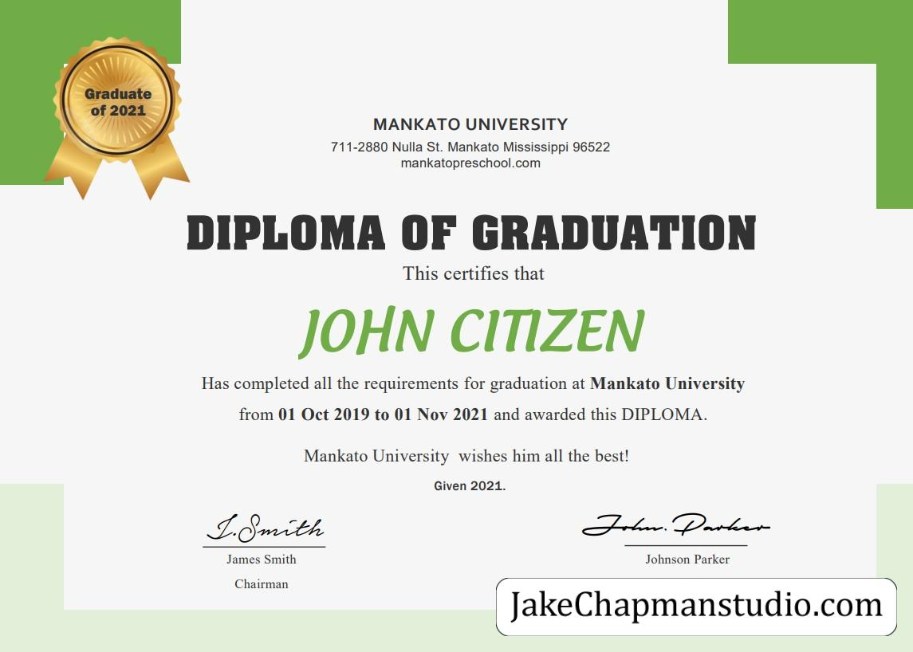 Graduate
of 2021
MANKATO UNIVERSITY
711-2880 Nulla St. Mankato Mississippi 96522
mankatopreschool.com
DIPLOMA OF GRADUATION
This certifies that
JOHN CITIZEN
Has completed all the requirements for graduation at Mankato University
from 01 Oct 2019 to 01 Nov 2021 and awarded this DIPLOMA.
Mankato University wishes him all the best!
Given 2021.
J.Smith
John. Parker
James Smith
Johnson Parker
Chairman
JakeChapmanstudio.com